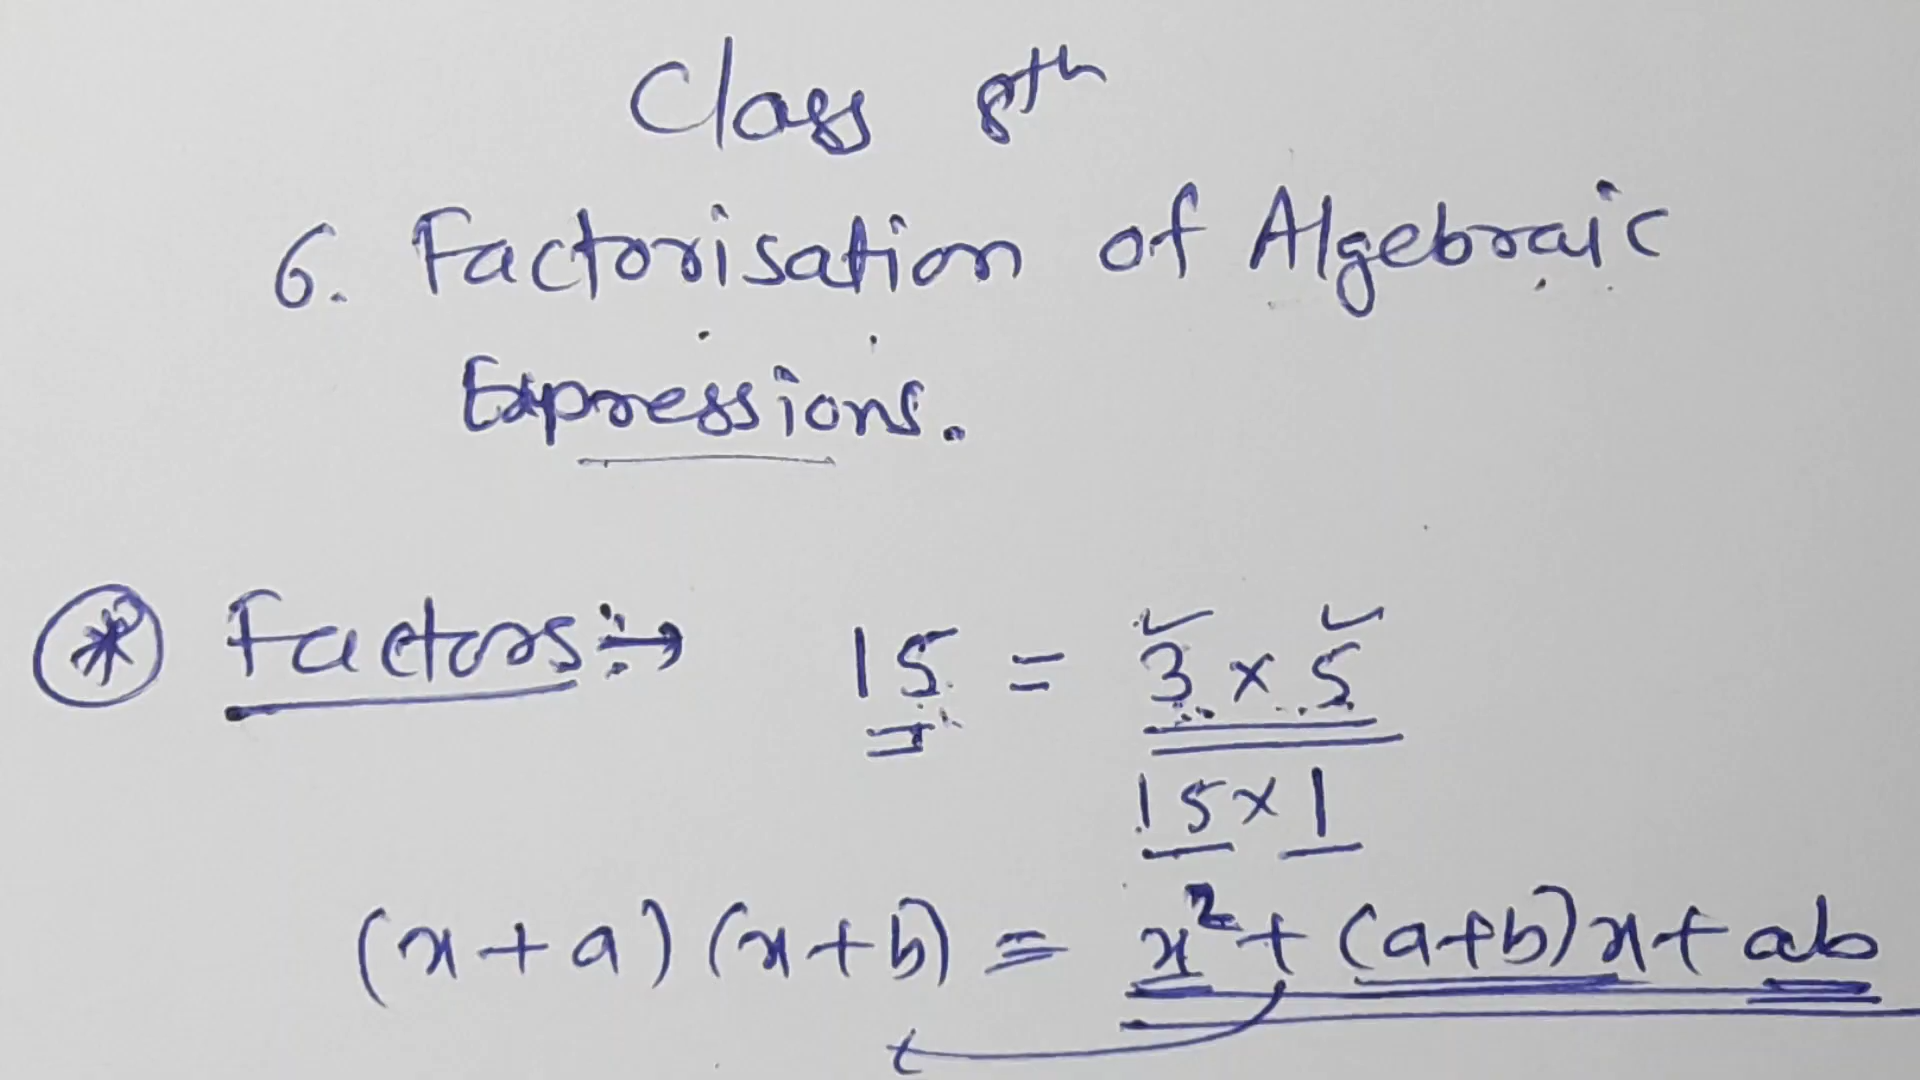 Class 8th
6. Factorisation of Algebraic
Expressions.
* Factors :→ 15 = 3 × 5
15 × 1
(x + a) (x + b) = x² + (a+b)x + ab